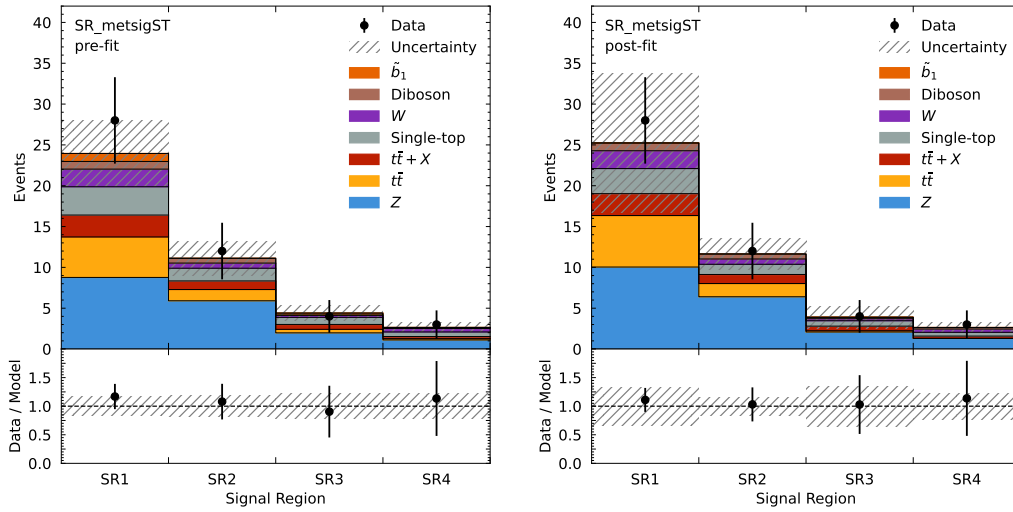 SR_metsigST
pre-fit
Data
Uncertainty
b̃₁
Diboson
W
Single-top
tt̄ + X
tt̄
Z
Events
40
35
30
25
20
15
10
5
0
Data / Model
1.5
1.0
0.5
0.0
SR1 SR2 SR3 SR4
Signal Region
SR_metsigST
post-fit
Data
Uncertainty
b̃₁
Diboson
W
Single-top
tt̄ + X
tt̄
Z
Events
40
35
30
25
20
15
10
5
0
Data / Model
1.5
1.0
0.5
0.0
SR1 SR2 SR3 SR4
Signal Region